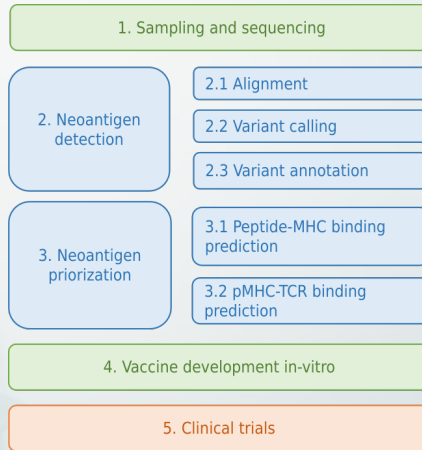 1. Sampling and sequencing
2. Neoantigen
detection
2.1 Alignment
2.2 Variant calling
2.3 Variant annotation
3. Neoantigen
priorization
3.1 Peptide-MHC binding
prediction
3.2 pMHC-TCR binding
prediction
4. Vaccine development in-vitro
5. Clinical trials